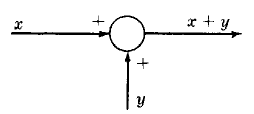 x + x + y
+
y